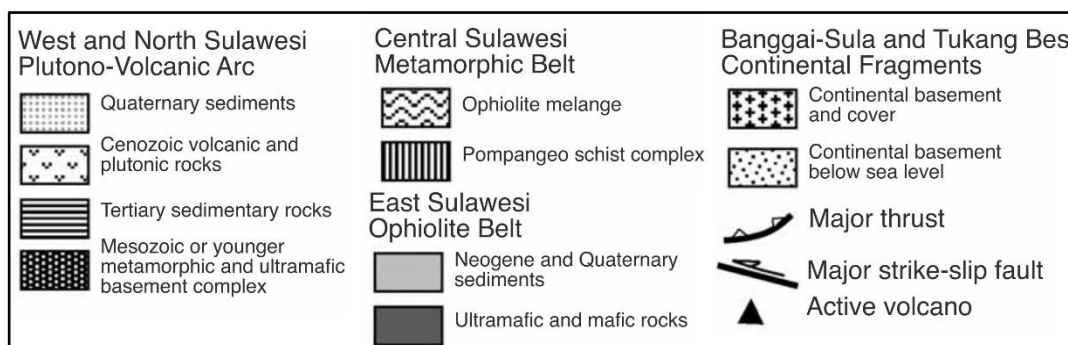 West and North Sulawesi
Plutono-Volcanic Arc
Quaternary sediments
Cenozoic volcanic and
plutonic rocks
Tertiary sedimentary rocks
Mesozoic or younger
metamorphic and ultramafic
basement complex
Central Sulawesi
Metamorphic Belt
Ophiolite melange
Pompangeo schist complex
East Sulawesi
Ophiolite Belt
Neogene and Quaternary
sediments
Ultramafic and mafic rocks
Banggai-Sula and Tukang Bes
Continental Fragments
Continental basement
and cover
Continental basement
below sea level
Major thrust
Major strike-slip fault
Active volcano